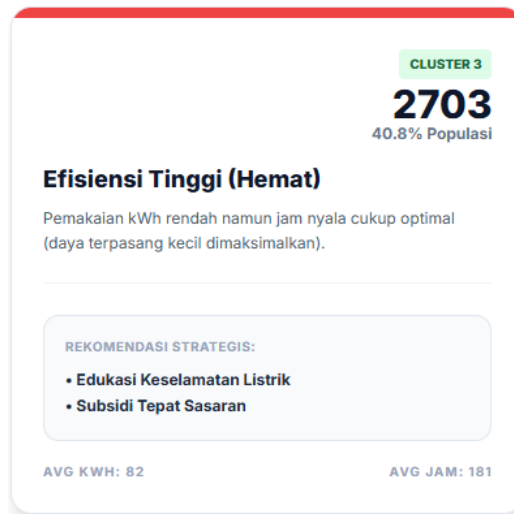 CLUSTER 3
2703
40.8% Populasi
Efisiensi Tinggi (Hemat)
Pemakaian kWh rendah namun jam nyala cukup optimal
(daya terpasang kecil dimaksimalkan).
REKOMENDASI STRATEGIS:
• Edukasi Keselamatan Listrik
• Subsidi Tepat Sasaran
AVG KWH: 82
AVG JAM: 181